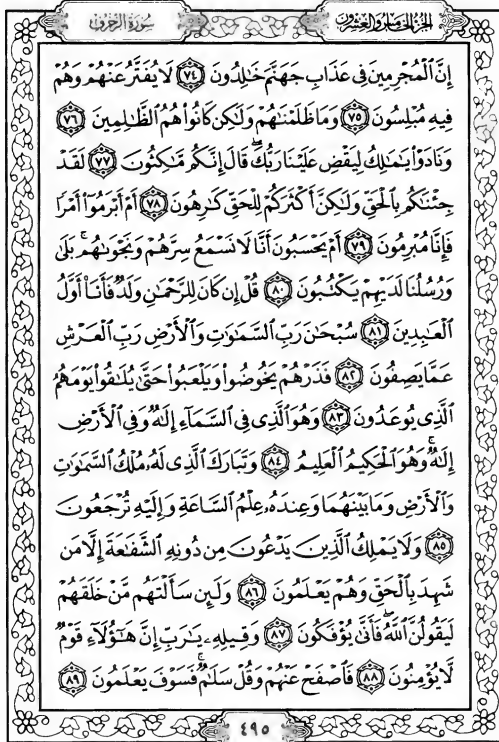 الجزء الخامس والعشرون سورة الزخرف
إِنَّ ٱلْمُجْرِمِينَ فِى عَذَابِ جَهَنَّمَ خَٰلِدُونَ ٧٤ لَا يُفَتَّرُ عَنْهُمْ وَهُمْ
فِيهِ مُبْلِسُونَ ٧٥ وَمَا ظَلَمْنَٰهُمْ وَلَٰكِن كَانُوا۟ هُمُ ٱلظَّٰلِمِينَ ٧٦
وَنَادَوْا۟ يَٰمَٰلِكُ لِيَقْضِ عَلَيْنَا رَبُّكَ ۖ قَالَ إِنَّكُم مَّٰكِثُونَ ٧٧ لَقَدْ
جِئْنَٰكُم بِٱلْحَقِّ وَلَٰكِنَّ أَكْثَرَكُمْ لِلْحَقِّ كَٰرِهُونَ ٧٨ أَمْ أَبْرَمُوٓا۟ أَمْرًا
فَإِنَّا مُبْرِمُونَ ٧٩ أَمْ يَحْسَبُونَ أَنَّا لَا نَسْمَعُ سِرَّهُمْ وَنَجْوَىٰهُم ۚ بَلَىٰ
وَرُسُلُنَا لَدَيْهِمْ يَكْتُبُونَ ٨٠ قُلْ إِن كَانَ لِلرَّحْمَٰنِ وَلَدٌ فَأَنَا۠ أَوَّلُ
ٱلْعَٰبِدِينَ ٨١ سُبْحَٰنَ رَبِّ ٱلسَّمَٰوَٰتِ وَٱلْأَرْضِ رَبِّ ٱلْعَرْشِ
عَمَّا يَصِفُونَ ٨٢ فَذَرْهُمْ يَخُوضُوا۟ وَيَلْعَبُوا۟ حَتَّىٰ يُلَٰقُوا۟ يَوْمَهُمُ
ٱلَّذِى يُوعَدُونَ ٨٣ وَهُوَ ٱلَّذِى فِى ٱلسَّمَآءِ إِلَٰهٌ وَفِى ٱلْأَرْضِ
إِلَٰهٌ ۚ وَهُوَ ٱلْحَكِيمُ ٱلْعَلِيمُ ٨٤ وَتَبَارَكَ ٱلَّذِى لَهُۥ مُلْكُ ٱلسَّمَٰوَٰتِ
وَٱلْأَرْضِ وَمَا بَيْنَهُمَا وَعِندَهُۥ عِلْمُ ٱلسَّاعَةِ وَإِلَيْهِ تُرْجَعُونَ
٨٥ وَلَا يَمْلِكُ ٱلَّذِينَ يَدْعُونَ مِن دُونِهِ ٱلشَّفَٰعَةَ إِلَّا مَن
شَهِدَ بِٱلْحَقِّ وَهُمْ يَعْلَمُونَ ٨٦ وَلَئِن سَأَلْتَهُم مَّنْ خَلَقَهُمْ
لَيَقُولُنَّ ٱللَّهُ ۖ فَأَنَّىٰ يُؤْفَكُونَ ٨٧ وَقِيلِهِۦ يَٰرَبِّ إِنَّ هَٰٓؤُلَآءِ قَوْمٌ
لَّا يُؤْمِنُونَ ٨٨ فَٱصْفَحْ عَنْهُمْ وَقُلْ سَلَٰمٌ ۚ فَسَوْفَ يَعْلَمُونَ ٨٩
٤٩٥